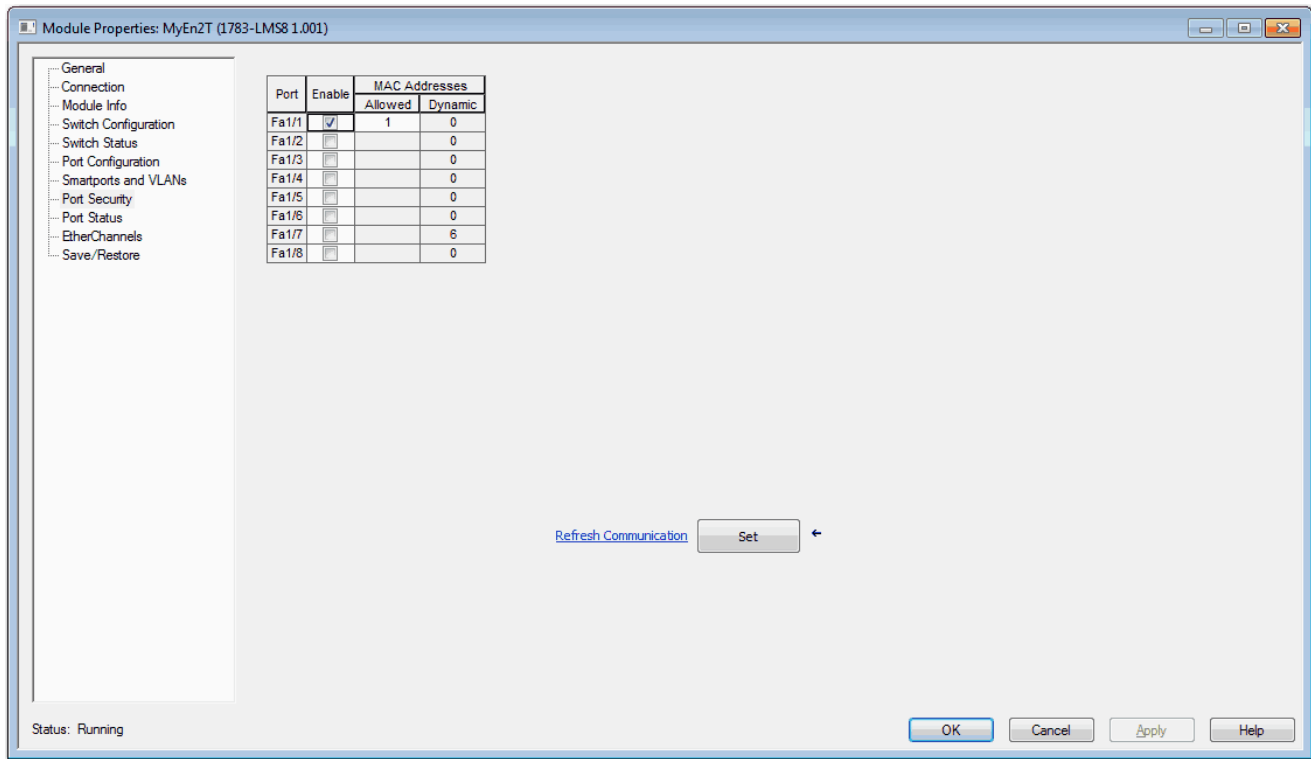 Module Properties: MyEn2T (1783-LMS8 1.001)
General
Connection
Module Info
Switch Configuration
Switch Status
Port Configuration
Smartports and VLANs
Port Security
Port Status
EtherChannels
Save/Restore
Port Enable MAC Addresses
Allowed Dynamic
Fa1/1 1 0
Fa1/2 0
Fa1/3 0
Fa1/4 0
Fa1/5 0
Fa1/6 0
Fa1/7 6
Fa1/8 0
Refresh Communication Set
Status: Running OK Cancel Apply Help